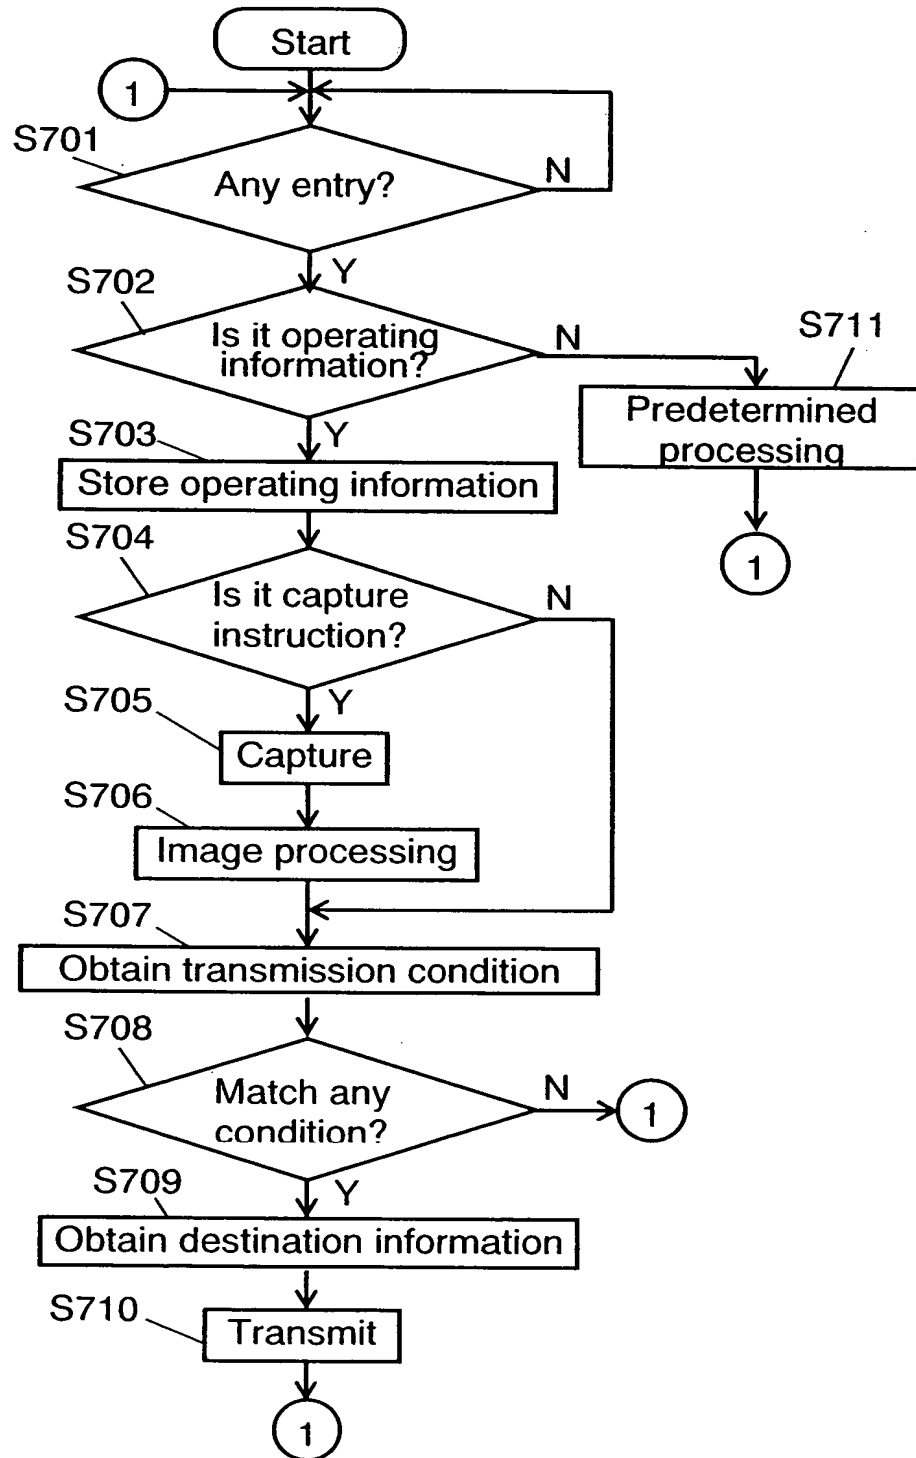 Start
1
S701
Any entry?
N
Y
S702
Is it operating
information?
N
S711
Predetermined
processing
1
Y
S703
Store operating information
S704
Is it capture
instruction?
N
Y
S705
Capture
S706
Image processing
S707
Obtain transmission condition
S708
Match any
condition?
N
1
Y
S709
Obtain destination information
S710
Transmit
1